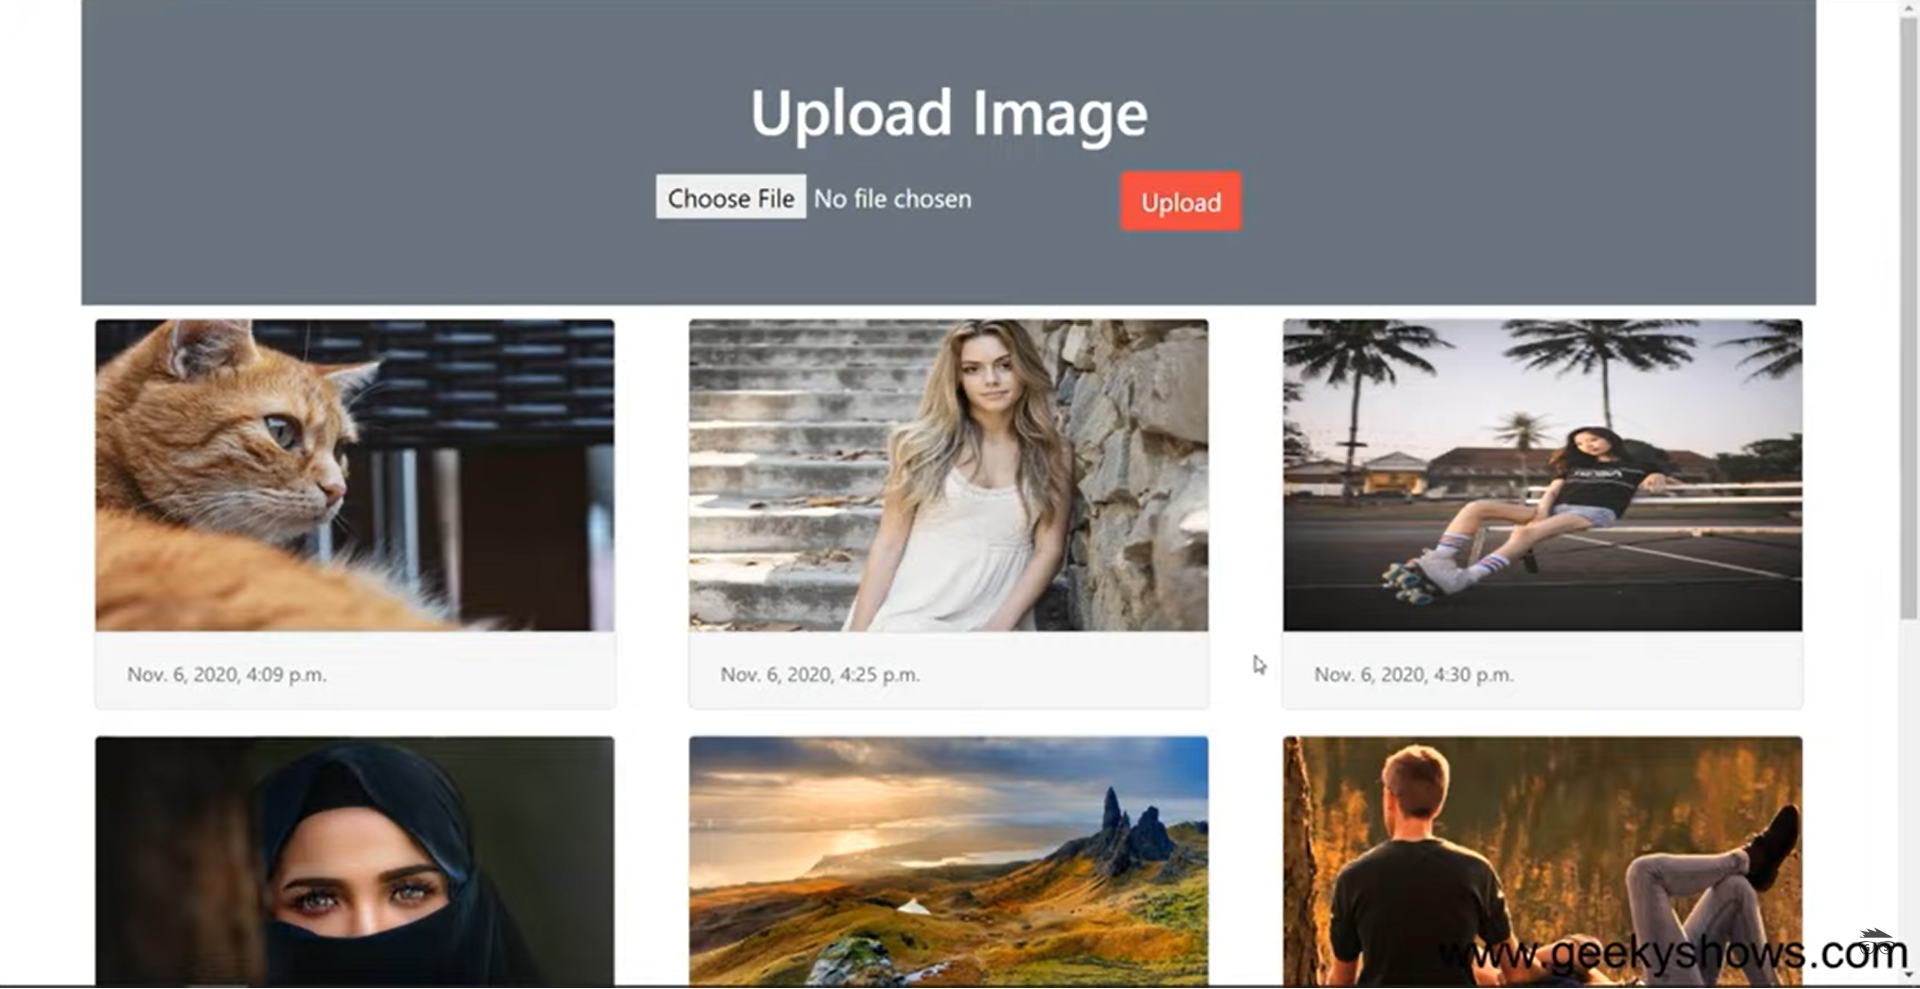 Upload Image
Choose File No file chosen
Upload
Nov. 6, 2020, 4:09 p.m.
Nov. 6, 2020, 4:25 p.m.
Nov. 6, 2020, 4:30 p.m.
www.geekyshows.com